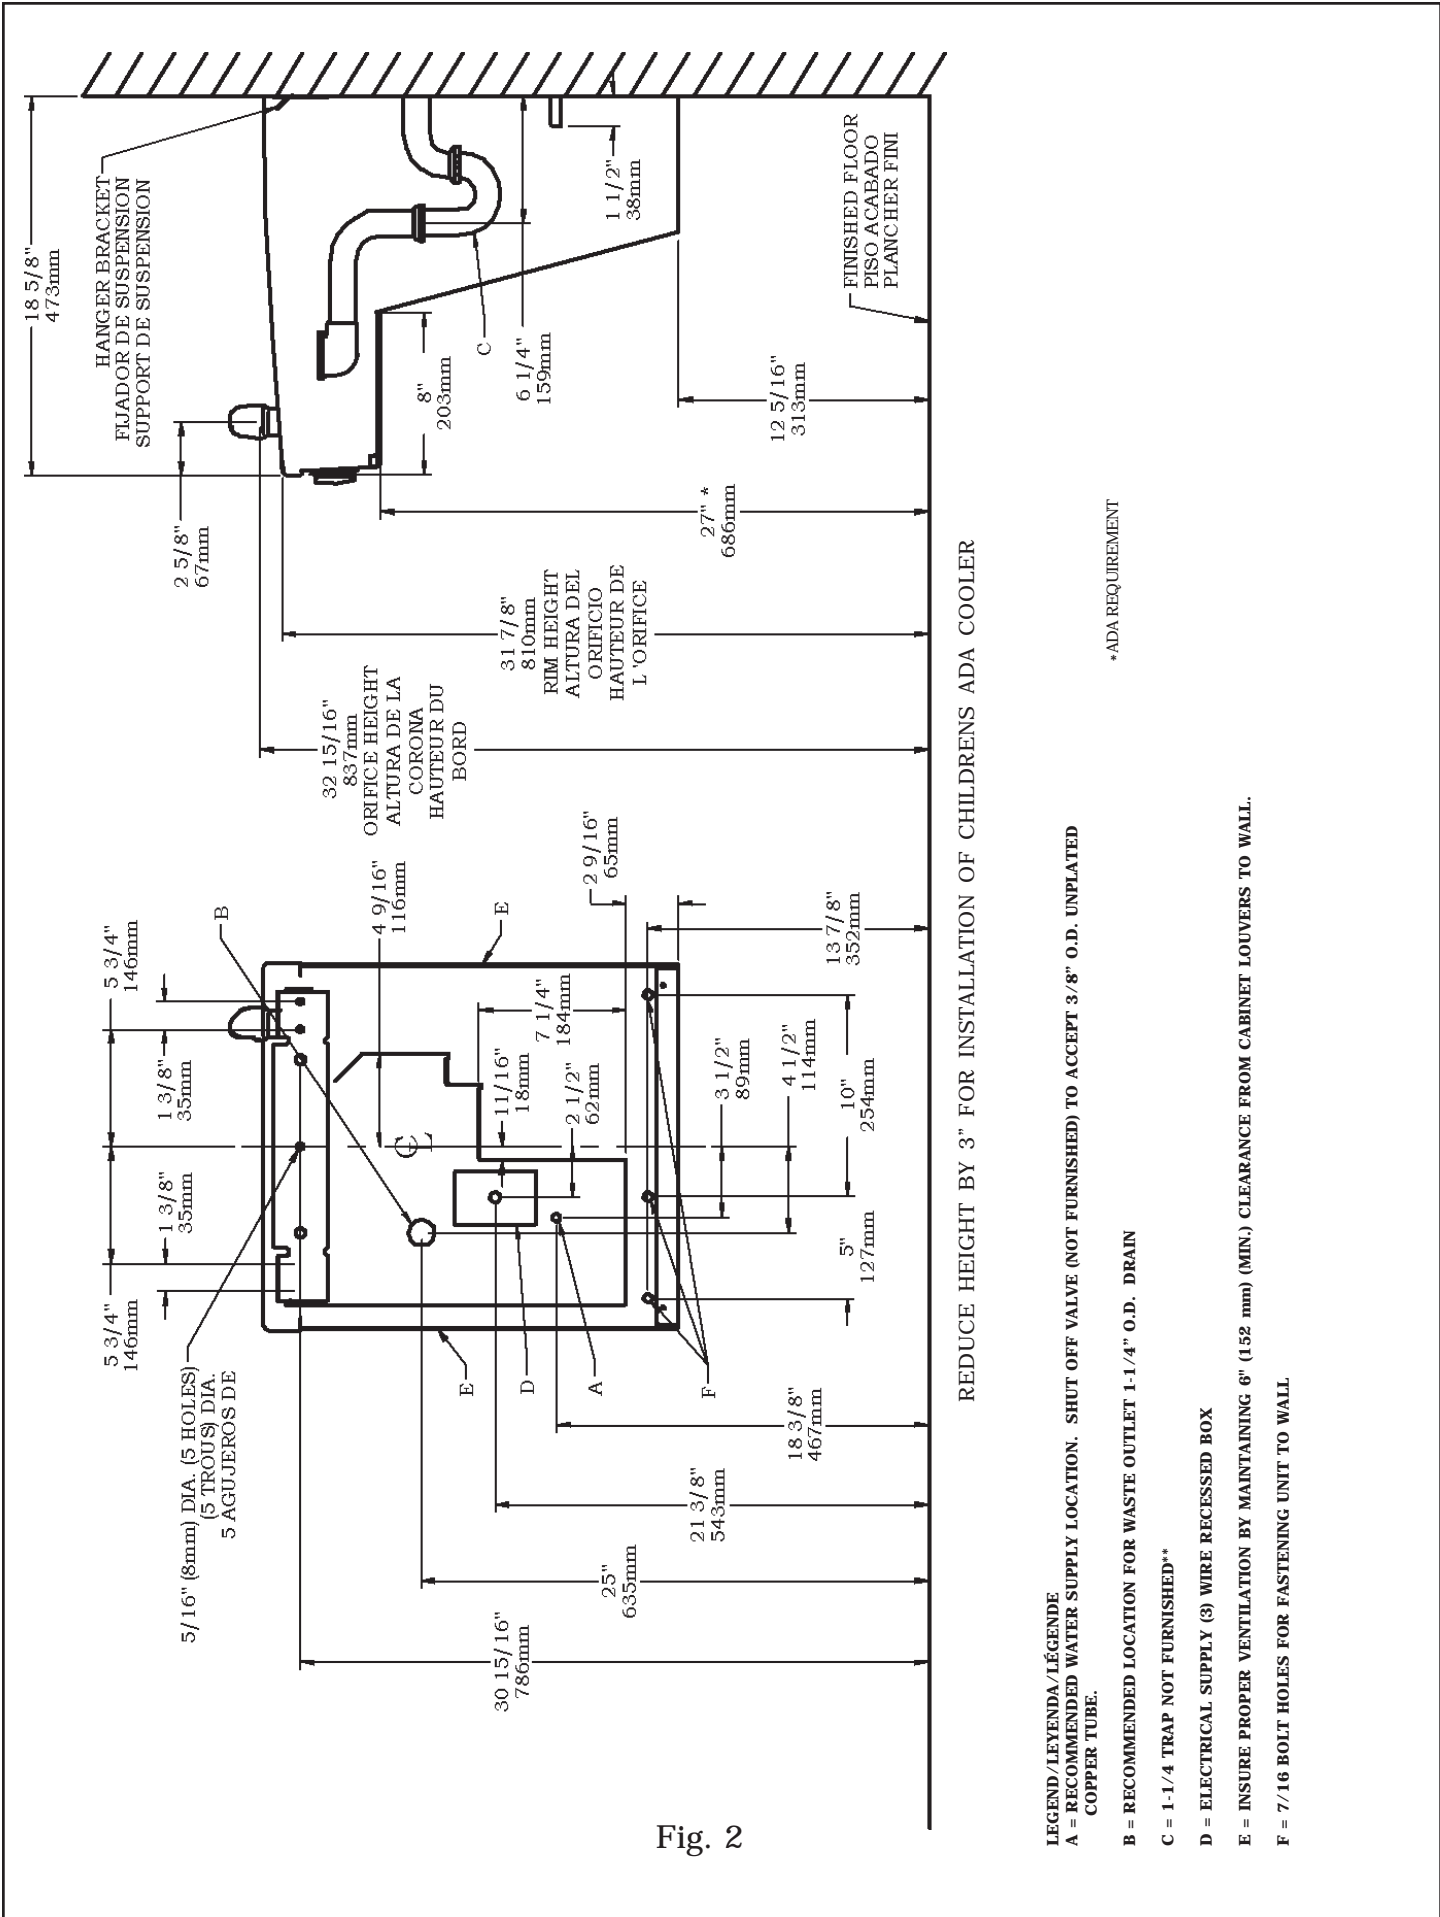 18 5/8"
473mm
HANGER BRACKET
FIJADOR DE SUSPENSION
SUPPORT DE SUSPENSION
2 5/8"
67mm
1 1/2"
38mm
C
6 1/4"
159mm
8"
203mm
FINISHED FLOOR
PISO ACABADO
PLANCHER FINI
12 5/16"
313mm
27" *
686mm
31 7/8"
810mm
RIM HEIGHT
ALTURA DEL
ORIFICIO
HAUTEUR DE
L 'ORIFICE
32 15/16"
837mm
ORIFICE HEIGHT
ALTURA DE LA
CORONA
HAUTEUR DU
BORD
5 3/4"
146mm
B
4 9/16"
116mm
E
2 9/16"
65mm
13 7/8"
352mm
1 3/8"
35mm
7 1/4"
184mm
11/16"
18mm
2 1/2"
62mm
3 1/2"
89mm
4 1/2"
114mm
10"
254mm
CL
1 3/8"
35mm
5"
127mm
5 3/4"
146mm
5/16" (8mm) DIA. (5 HOLES)
(5 TROUS) DIA.
5 AGUJEROS DE
E
D
A
F
18 3/8"
467mm
21 3/8"
543mm
25"
635mm
30 15/16"
786mm
REDUCE HEIGHT BY 3" FOR INSTALLATION OF CHILDRENS ADA COOLER
*ADA REQUIREMENT
LEGEND/LEYENDA/LÉGENDE
A = RECOMMENDED WATER SUPPLY LOCATION. SHUT OFF VALVE (NOT FURNISHED) TO ACCEPT 3/8" O.D. UNPLATED
COPPER TUBE.
B = RECOMMENDED LOCATION FOR WASTE OUTLET 1-1/4" O.D. DRAIN
C = 1-1/4 TRAP NOT FURNISHED**
D = ELECTRICAL SUPPLY (3) WIRE RECESSED BOX
E = INSURE PROPER VENTILATION BY MAINTAINING 6" (152 mm) (MIN.) CLEARANCE FROM CABINET LOUVERS TO WALL.
F = 7/16 BOLT HOLES FOR FASTENING UNIT TO WALL
Fig. 2